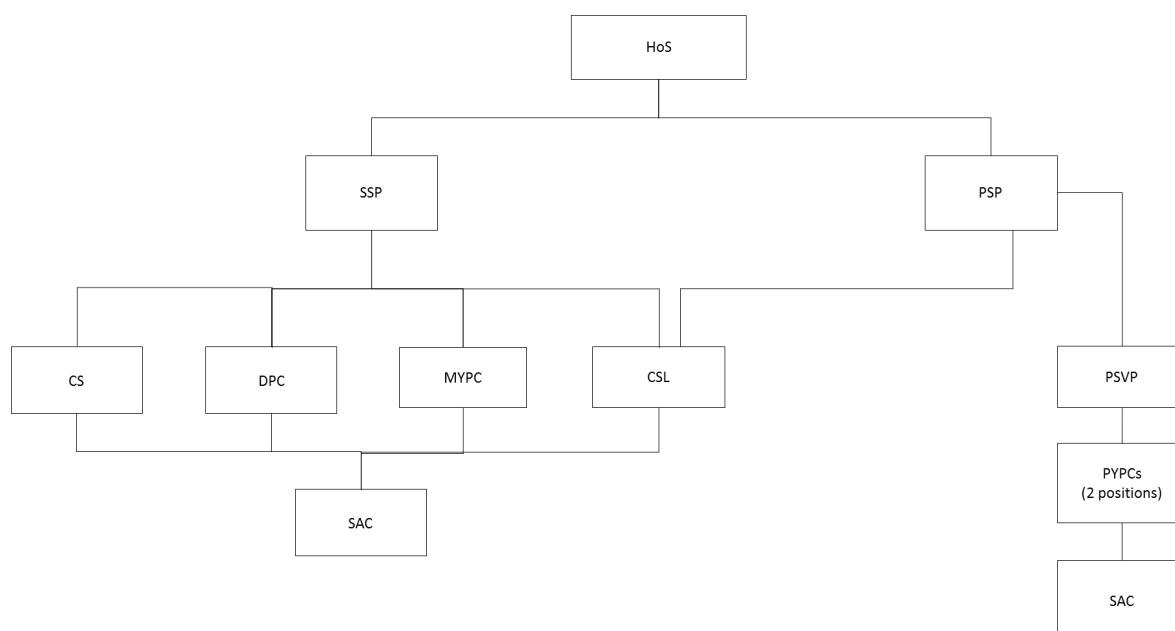 HoS
SSP
PSP
CS
DPC
MYPC
CSL
PSVP
PYPCs
(2 positions)
SAC
SAC